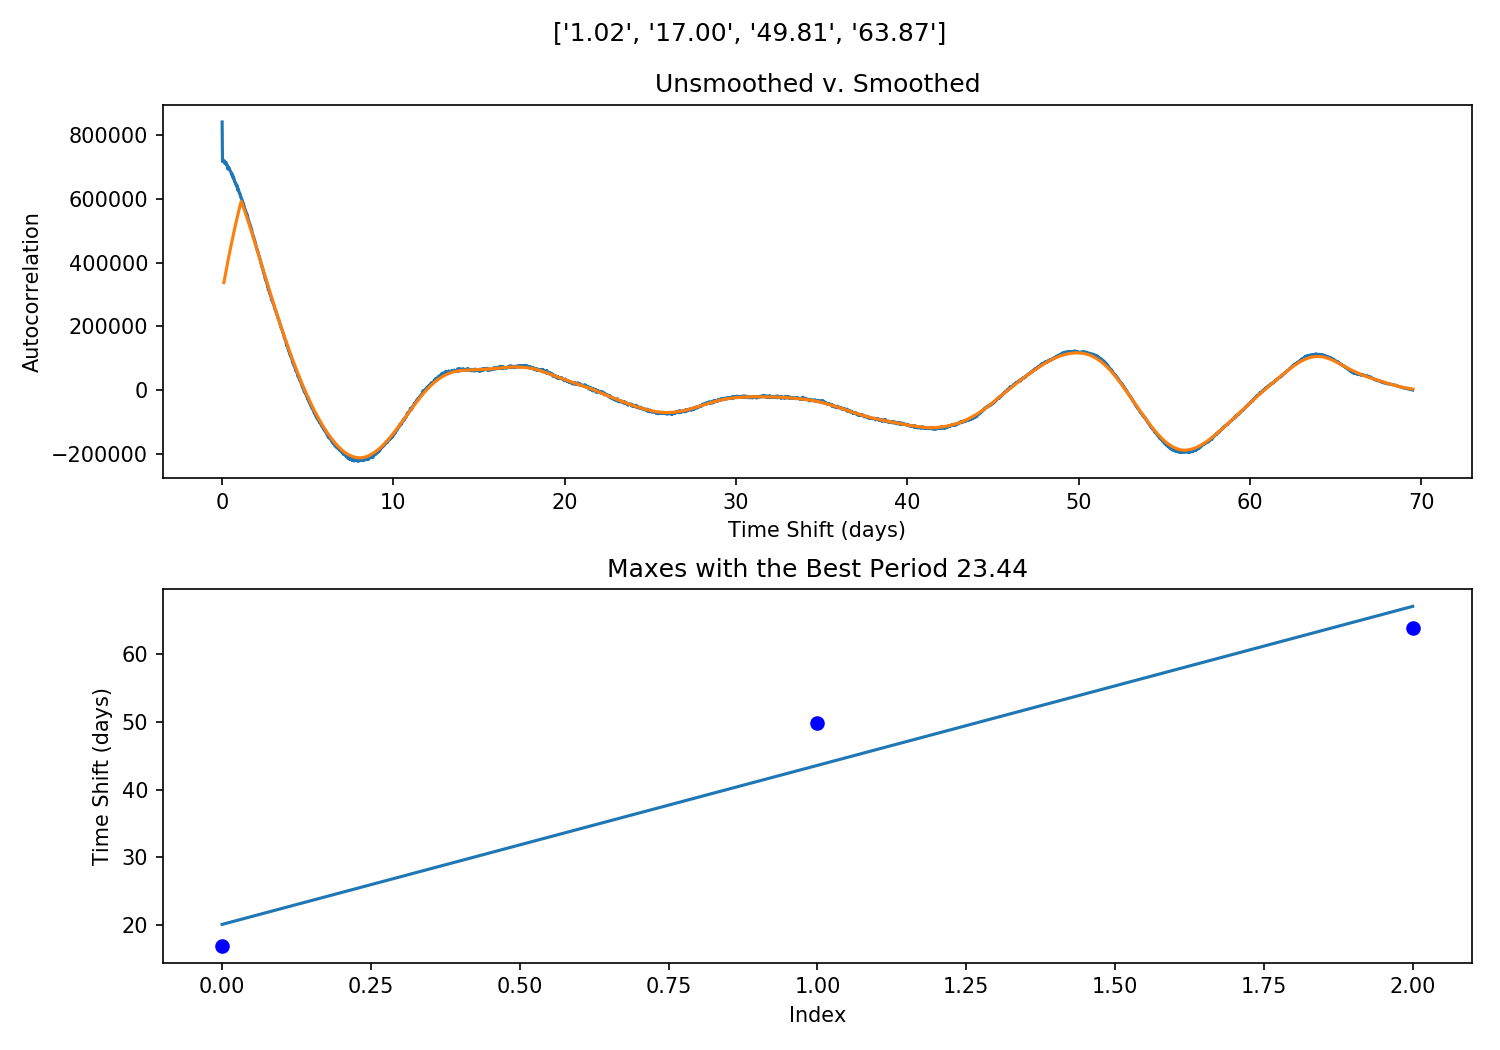 ['1.02', '17.00', '49.81', '63.87']
Unsmoothed v. Smoothed
Autocorrelation
800000
600000
400000
200000
0
−200000
0 10 20 30 40 50 60 70
Time Shift (days)
Maxes with the Best Period 23.44
Time Shift (days)
60
50
40
30
20
0.00 0.25 0.50 0.75 1.00 1.25 1.50 1.75 2.00
Index